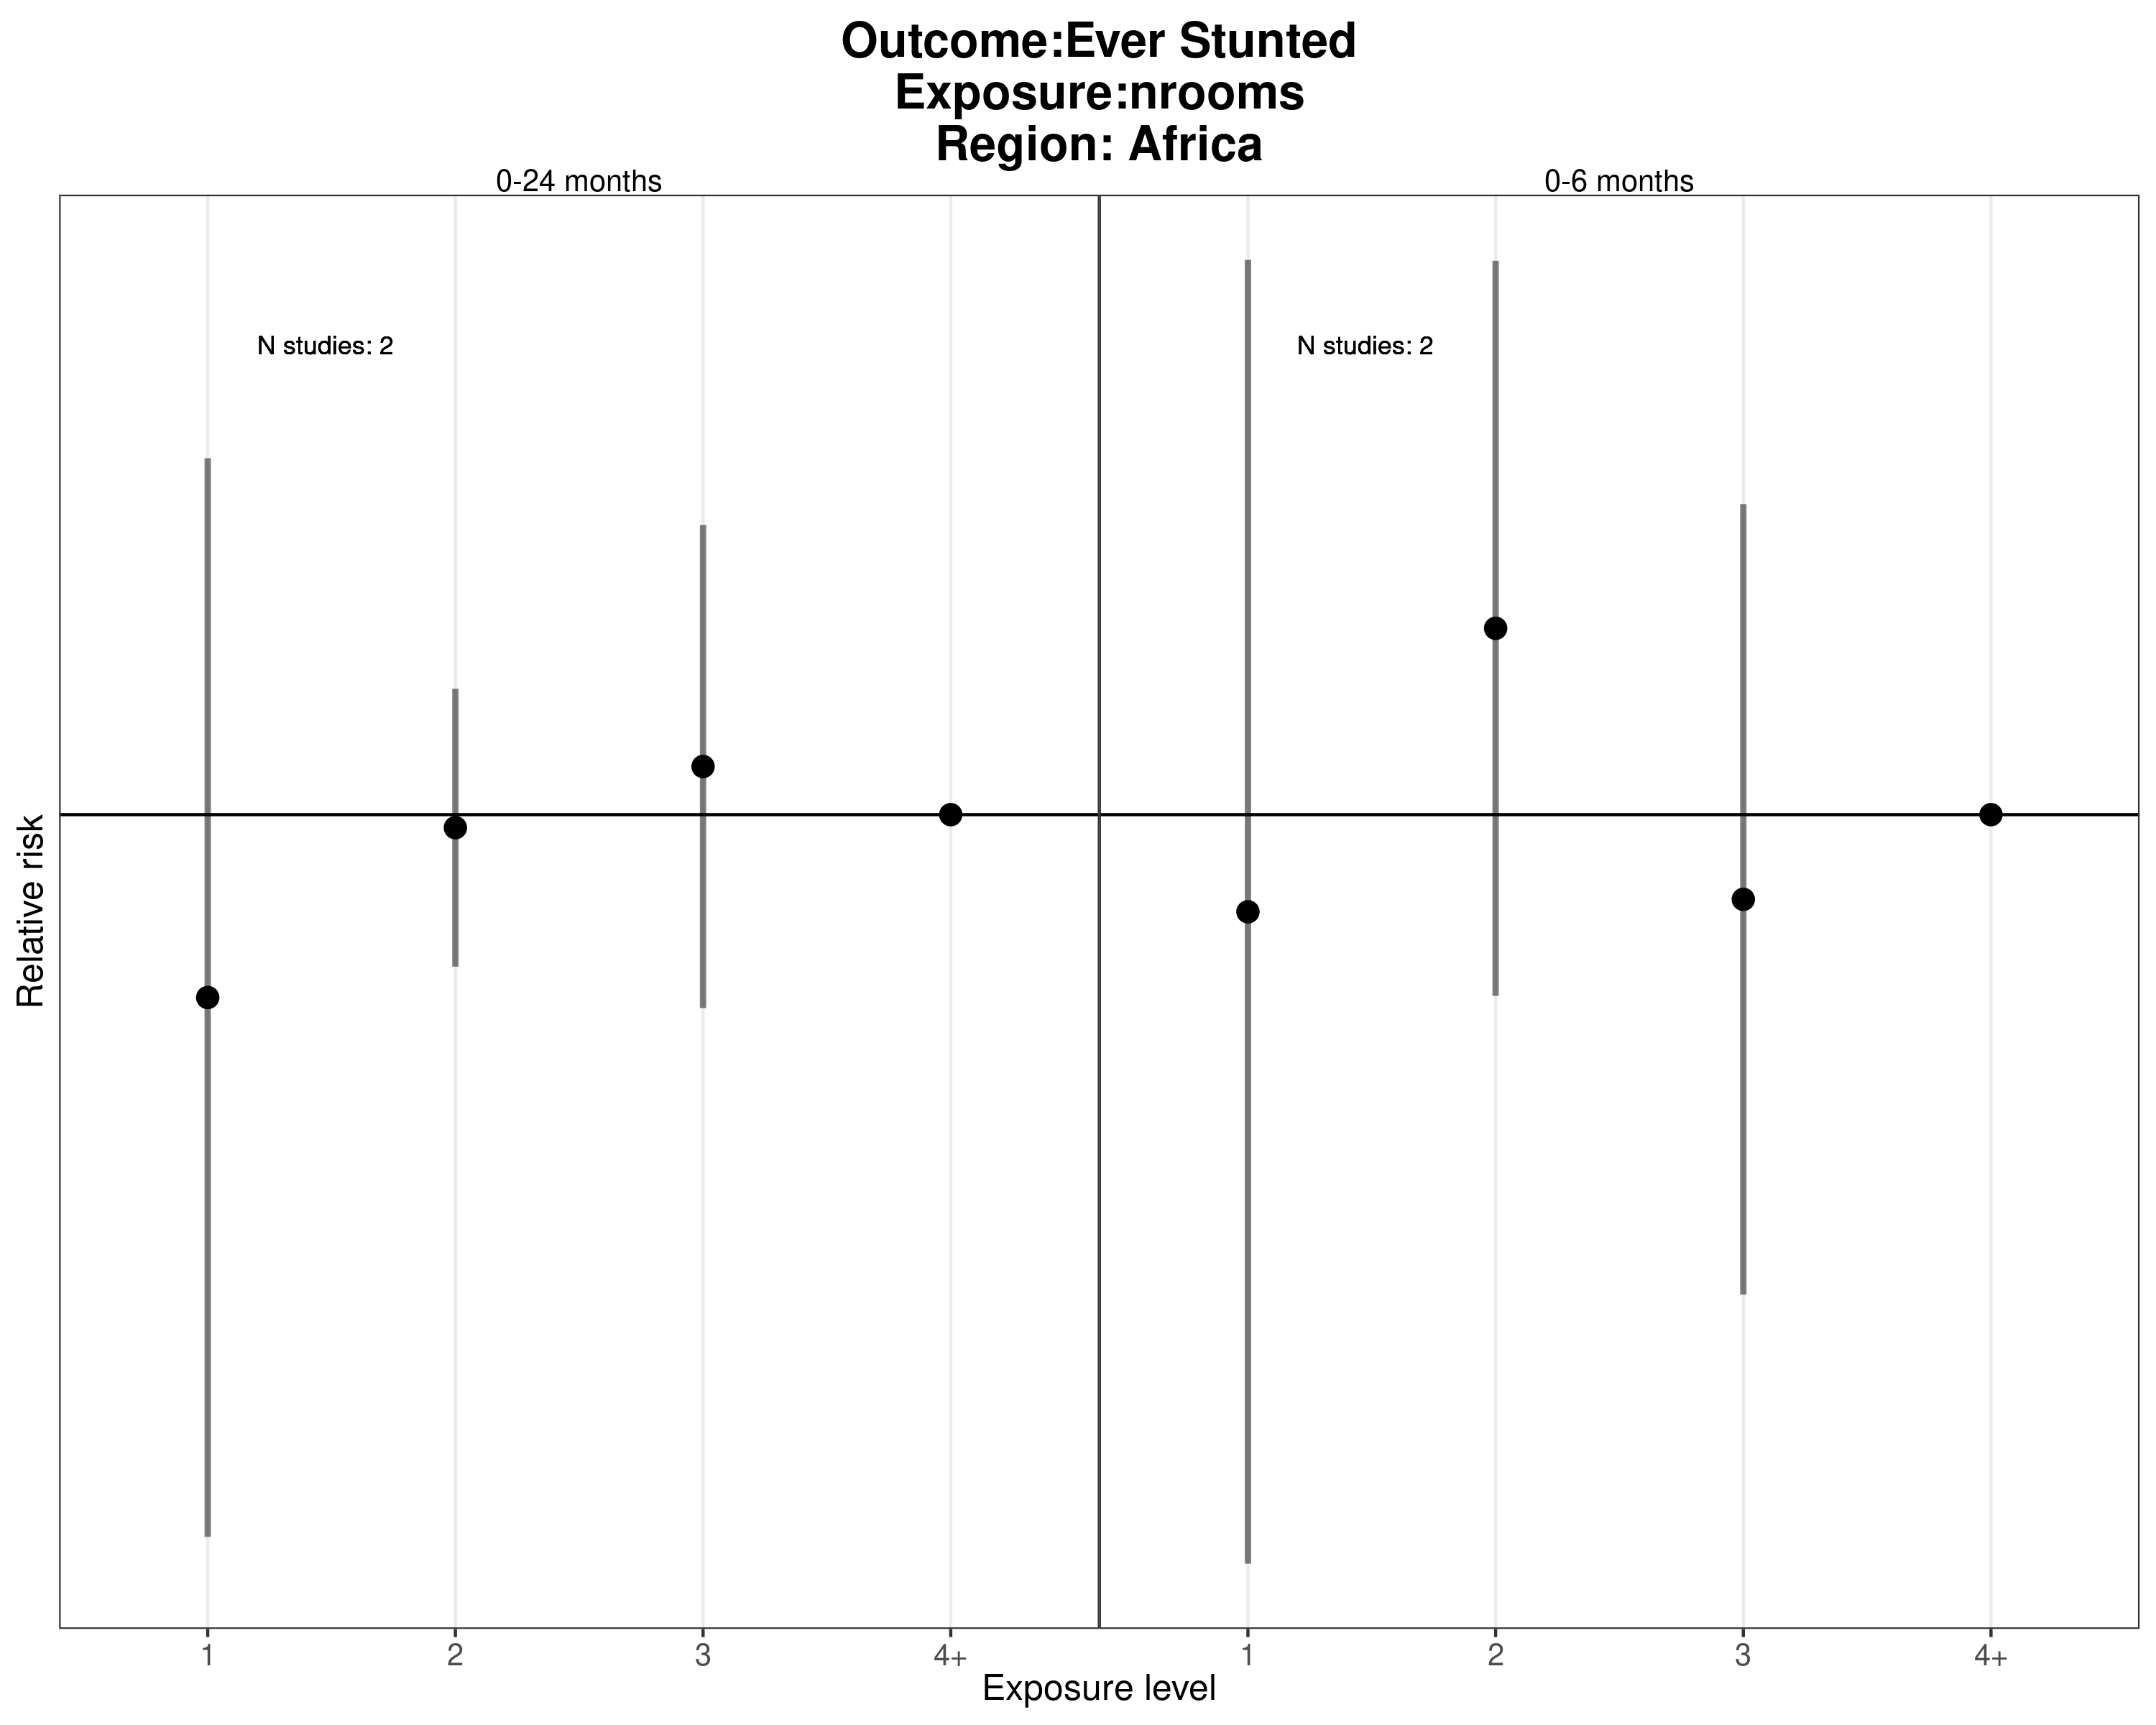 Outcome:Ever Stunted
Exposure:nrooms
Region: Africa
0-24 months
0-6 months
N studies: 2
N studies: 2
Relative risk
1
2
3
4+
1
2
3
4+
Exposure level